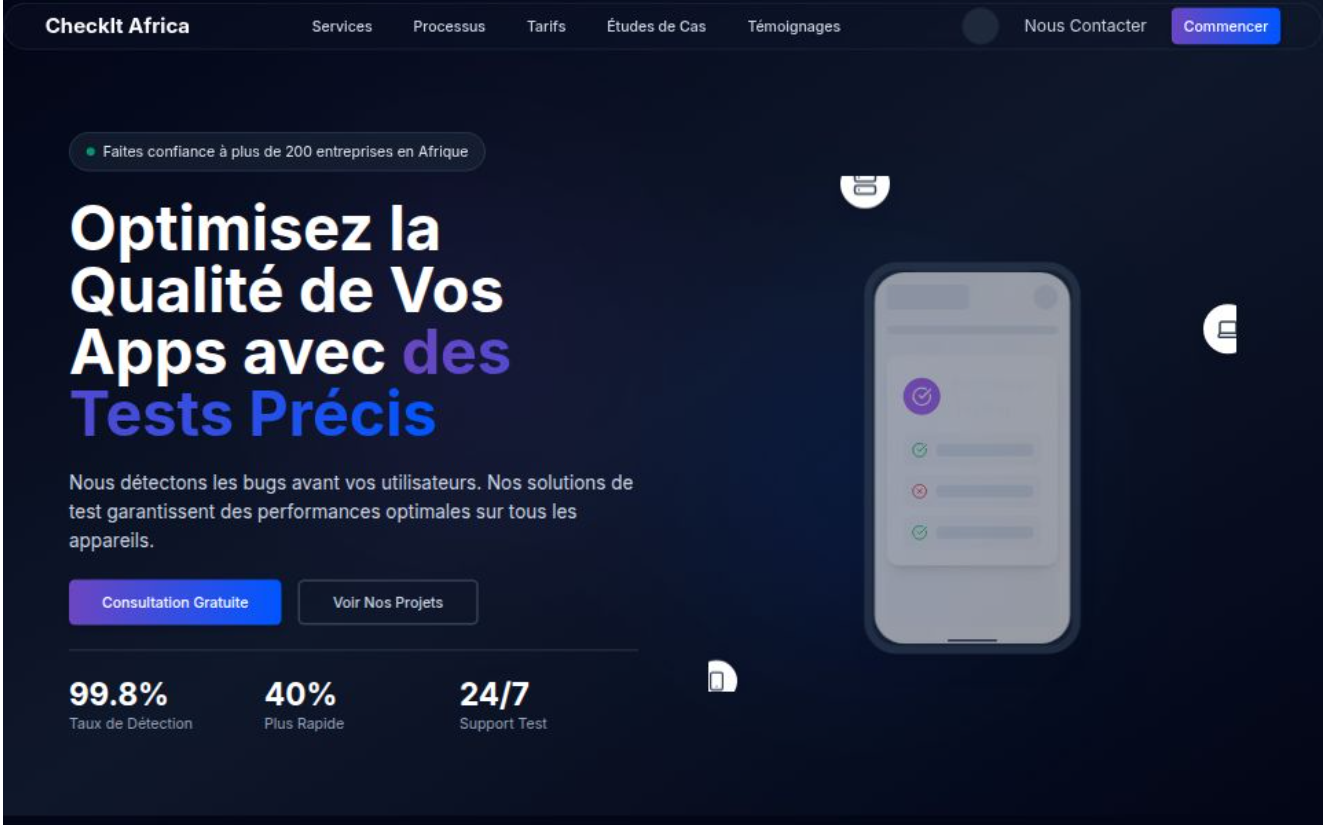 CheckIt Africa
Services
Processus
Tarifs
Études de Cas
Témoignages
Nous Contacter
Commencer
Faites confiance à plus de 200 entreprises en Afrique
Optimisez la
Qualité de Vos
Apps avec des
Tests Précis
Nous détectons les bugs avant vos utilisateurs. Nos solutions de
test garantissent des performances optimales sur tous les
appareils.
Consultation Gratuite
Voir Nos Projets
99.8%
40%
24/7
Taux de Détection
Plus Rapide
Support Test